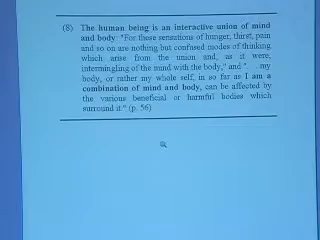 (8) The human being is an interactive union of mind
and body: "For these sensations of hunger, thirst, pain
and so on are nothing but confused modes of thinking
which arise from the union and, as it were,
intermingling of the mind with the body," and ". . . my
body, or rather my whole self, in so far as I am a
combination of mind and body, can be affected by
the various beneficial or harmful bodies which
surround it." (p. 56)